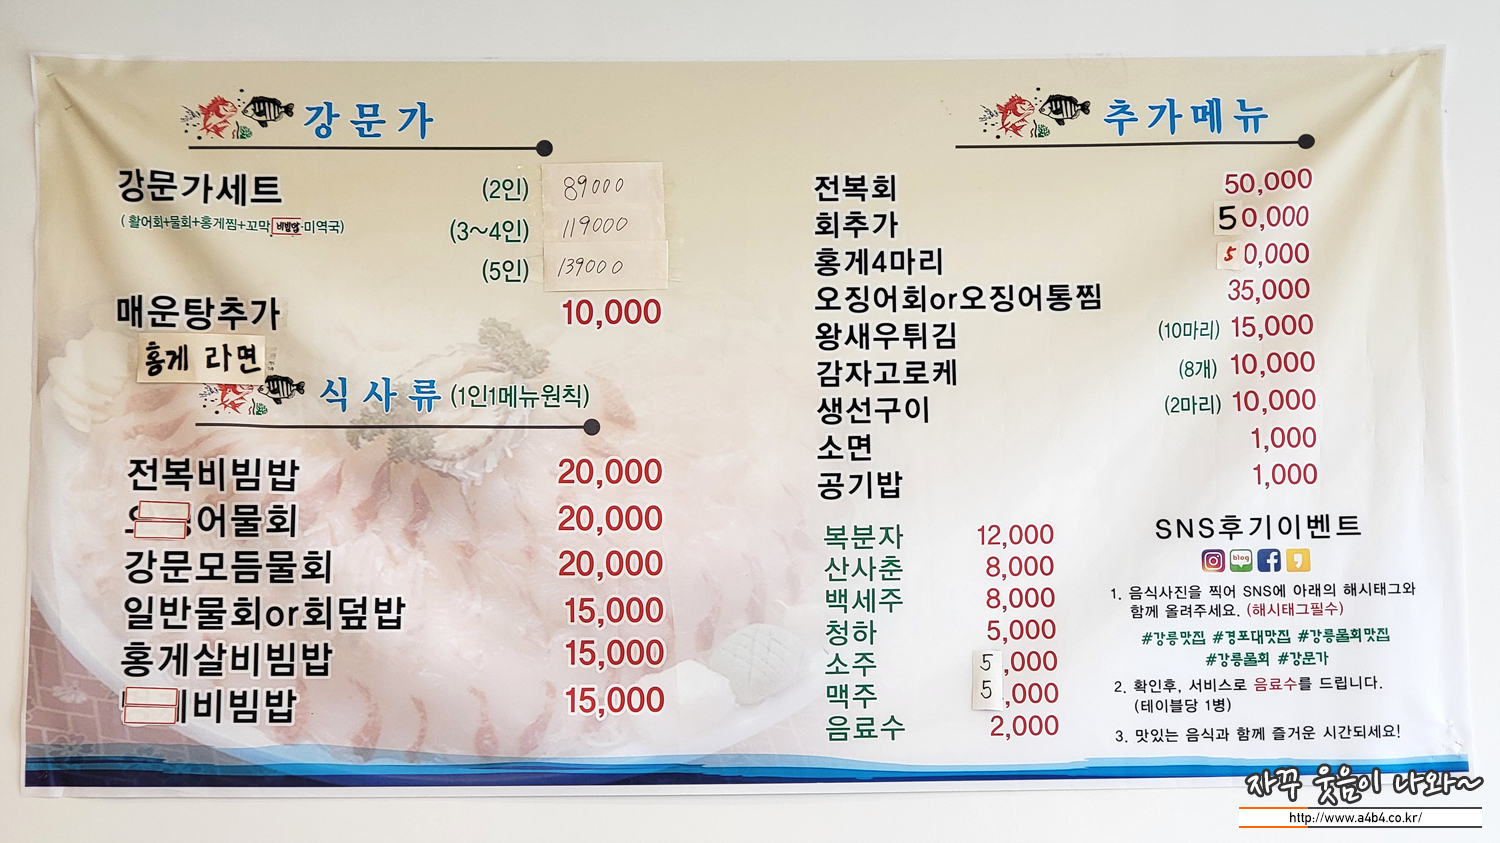 강문가
강문가세트 (2인) 89000
(활어회+물회+홍게찜+꼬막 비빔밥·미역국) (3~4인) 119000
(5인) 139000
매운탕추가 10,000
홍게 라면
식사류 (1인1메뉴원칙)
전복비빔밥 20,000
어물회 20,000
강문모듬물회 20,000
일반물회or회덮밥 15,000
홍게살비빔밥 15,000
비빔밥 15,000
추가메뉴
전복회 50,000
회추가 50,000
홍게4마리 50,000
오징어회or오징어통찜 35,000
왕새우튀김 (10마리) 15,000
감자고로케 (8개) 10,000
생선구이 (2마리) 10,000
소면 1,000
공기밥 1,000
복분자 12,000
산사춘 8,000
백세주 8,000
청하 5,000
소주 5,000
맥주 5,000
음료수 2,000
SNS후기이벤트
blog
1. 음식사진을 찍어 SNS에 아래의 해시태그와
함께 올려주세요. (해시태그필수)
#강릉맛집 #경포대맛집 #강릉물회맛집
#강릉물회 #강문가
2. 확인후, 서비스로 음료수를 드립니다.
(테이블당 1병)
3. 맛있는 음식과 함께 즐거운 시간되세요!
자꾸 웃음이 나와~
http://www.a4b4.co.kr/